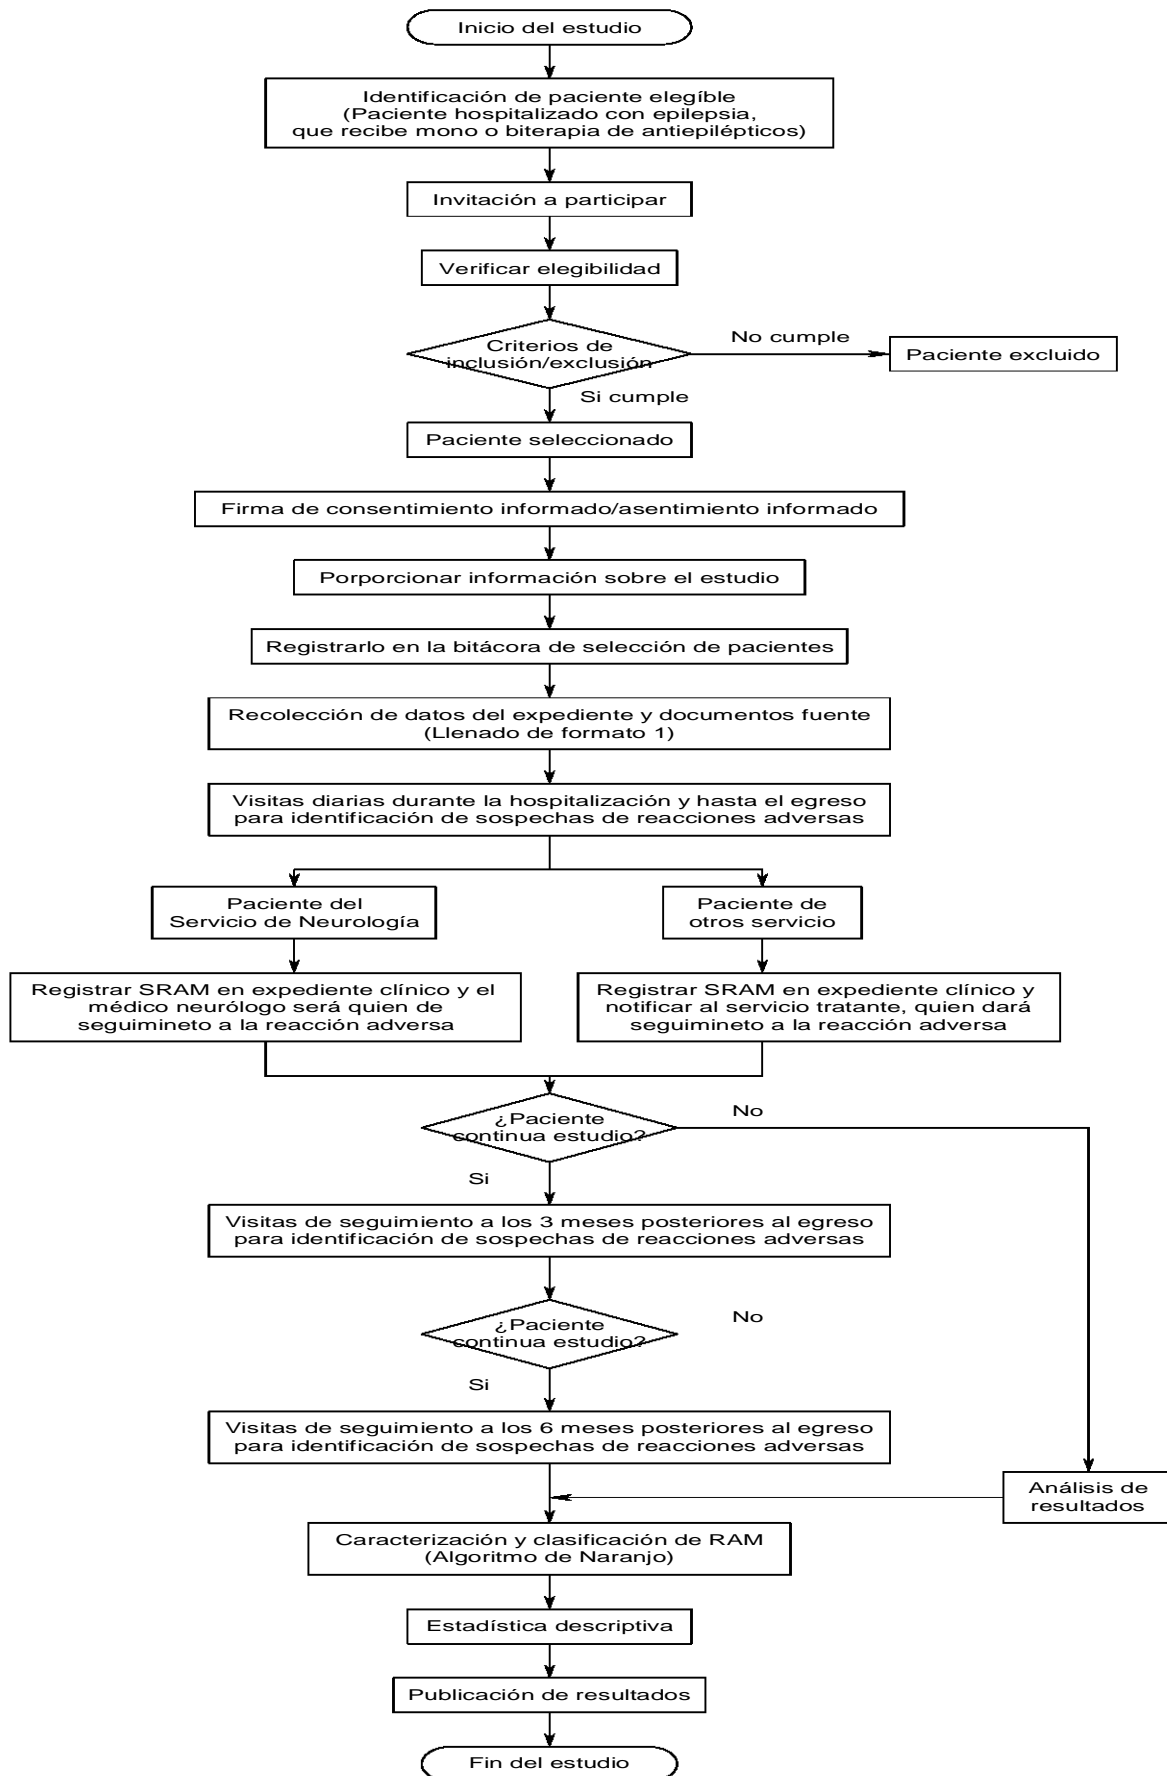 Inicio del estudio
Identificación de paciente elegíble
(Paciente hospitalizado con epilepsia,
que recibe mono o biterapia de antiepilépticos)
Invitación a participar
Verificar elegibilidad
Criterios de
inclusión/exclusión
No cumple
Paciente excluido
Si cumple
Paciente seleccionado
Firma de consentimiento informado/asentimiento informado
Porporcionar información sobre el estudio
Registrarlo en la bitácora de selección de pacientes
Recolección de datos del expediente y documentos fuente
(Llenado de formato 1)
Visitas diarias durante la hospitalización y hasta el egreso
para identificación de sospechas de reacciones adversas
Paciente del
Servicio de Neurología
Paciente de
otros servicio
Registrar SRAM en expediente clínico y el
médico neurólogo será quien de
seguimineto a la reacción adversa
Registrar SRAM en expediente clínico y
notificar al servicio tratante, quien dará
seguimineto a la reacción adversa
¿Paciente
continua estudio?
No
Si
Visitas de seguimiento a los 3 meses posteriores al egreso
para identificación de sospechas de reacciones adversas
¿Paciente
continua estudio?
No
Si
Visitas de seguimiento a los 6 meses posteriores al egreso
para identificación de sospechas de reacciones adversas
Análisis de
resultados
Caracterización y clasificación de RAM
(Algoritmo de Naranjo)
Estadística descriptiva
Publicación de resultados
Fin del estudio